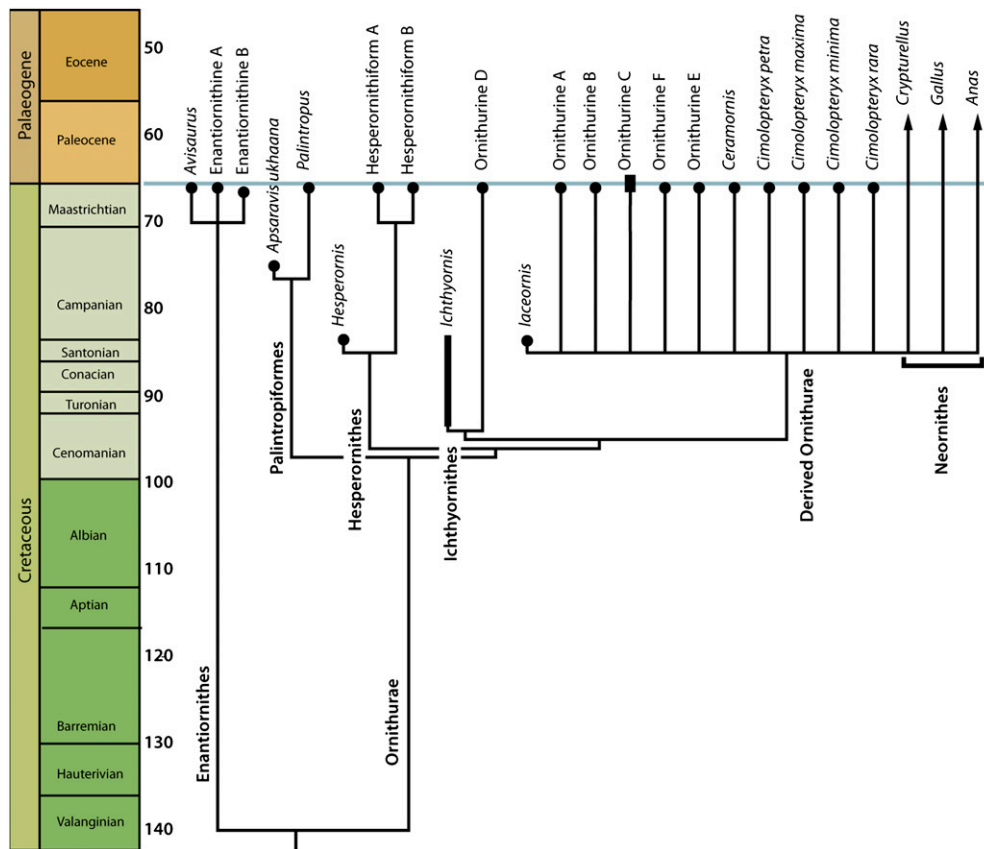 Palaeogene
Eocene
Paleocene
Cretaceous
Maastrichtian
Campanian
Santonian
Conacian
Turonian
Cenomanian
Albian
Aptian
Barremian
Hauterivian
Valanginian
50
60
70
80
90
100
110
120
130
140
Avisaurus
Enantiornithine A
Enantiornithine B
Apsaravis ukhaana
Palintropus
Hesperornis
Hesperornithiform A
Hesperornithiform B
Ichthyornis
Ornithurine D
Iaceornis
Ornithurine A
Ornithurine B
Ornithurine C
Ornithurine F
Ornithurine E
Ceramornis
Cimolopteryx petra
Cimolopteryx maxima
Cimolopteryx minima
Cimolopteryx rara
Crypturellus
Gallus
Anas
Enantiornithes
Palintropiformes
Hesperornithes
Ornithurae
Ichthyornithes
Derived Ornithurae
Neornithes